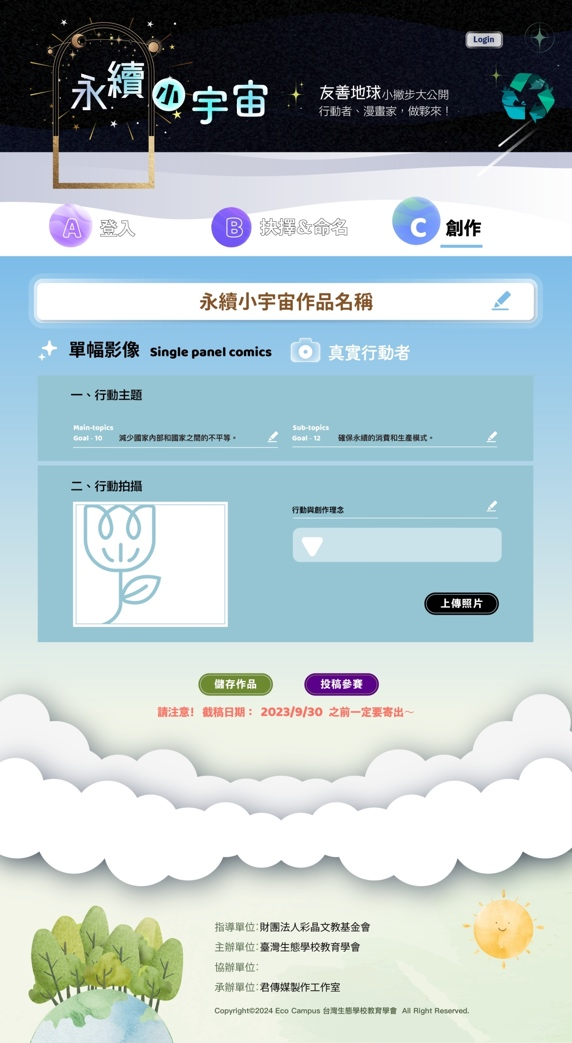 Login
永續小宇宙
友善地球小撇步大公開
行動者、漫畫家，做夥來！
A 登入
B 抉擇&命名
C 創作
永續小宇宙作品名稱
單幅影像 Single panel comics
真實行動者
一、行動主題
Main-topics
Goal - 10 減少國家內部和國家之間的不平等。
Sub-topics
Goal - 12 確保永續的消費和生產模式。
二、行動拍攝
行動與創作理念
上傳照片
儲存作品
投稿參賽
請注意! 截稿日期： 2023/9/30 之前一定要寄出～
指導單位:財團法人彩晶文教基金會
主辦單位:臺灣生態學校教育學會
協辦單位:
承辦單位:君傳媒製作工作室
Copyright©2024 Eco Campus 台灣生態學校教育學會 All Right Reserved.